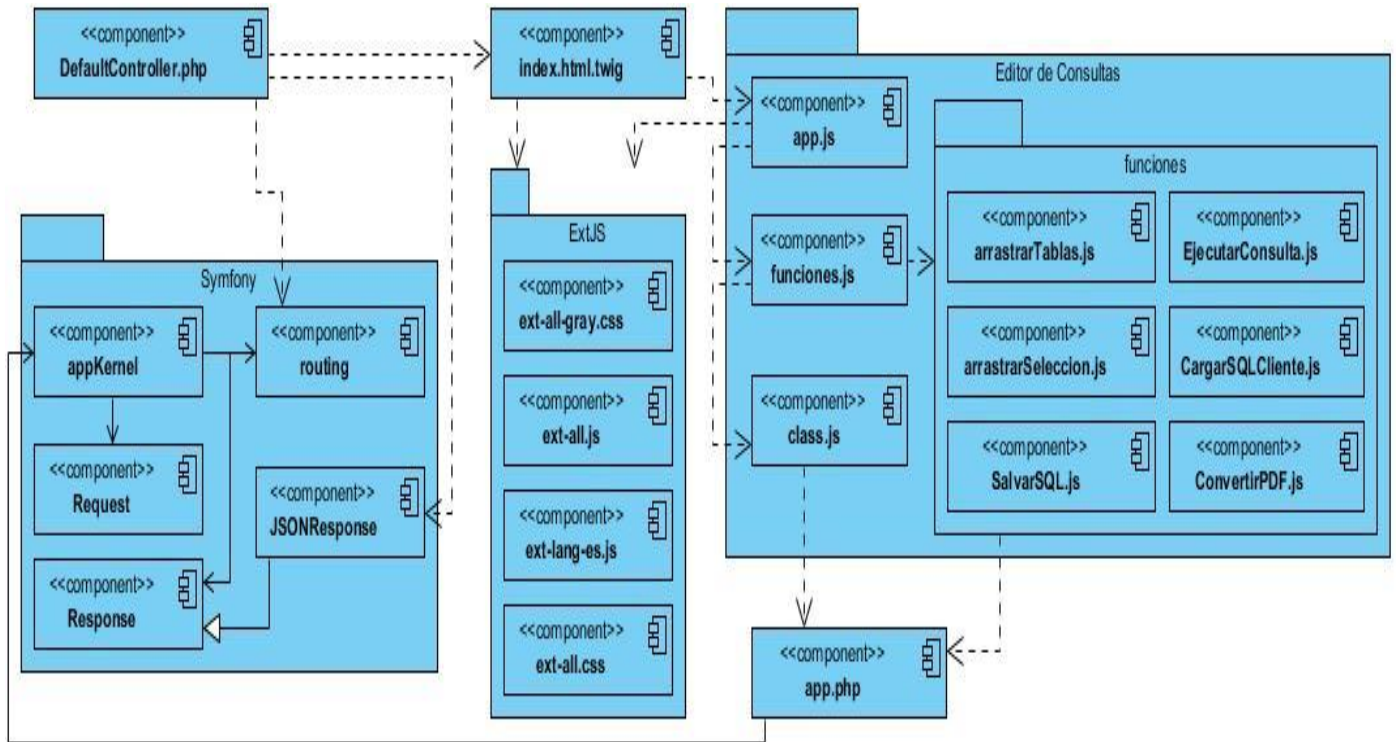 <<component>>
DefaultController.php
<<component>>
index.html.twig
Editor de Consultas
<<component>>
app.js
funciones
<<component>>
arrastrarTablas.js
<<component>>
EjecutarConsulta.js
<<component>>
funciones.js
<<component>>
arrastrarSeleccion.js
<<component>>
CargarSQLCliente.js
<<component>>
class.js
<<component>>
SalvarSQL.js
<<component>>
ConvertirPDF.js
Symfony
<<component>>
appKernel
<<component>>
routing
<<component>>
Request
<<component>>
JSONResponse
<<component>>
Response
ExtJS
<<component>>
ext-all-gray.css
<<component>>
ext-all.js
<<component>>
ext-lang-es.js
<<component>>
ext-all.css
<<component>>
app.php